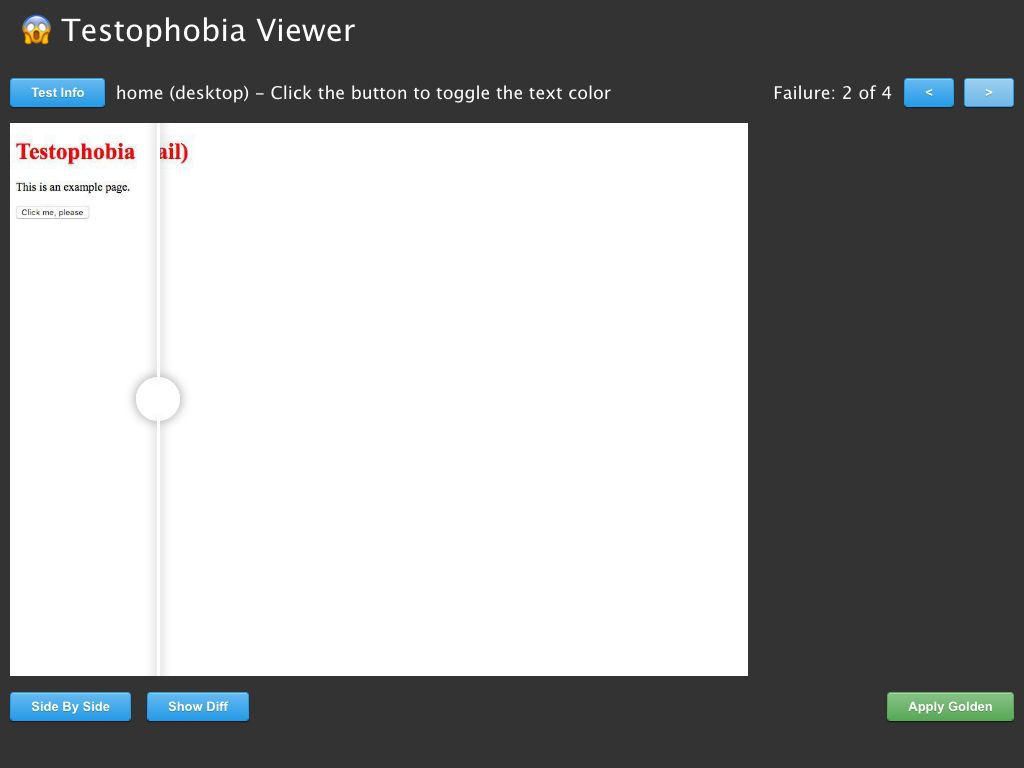 Testophobia Viewer
Test Info
home (desktop) – Click the button to toggle the text color
Failure: 2 of 4
<
>
Testophobia ail)
This is an example page.
Click me, please
Side By Side
Show Diff
Apply Golden